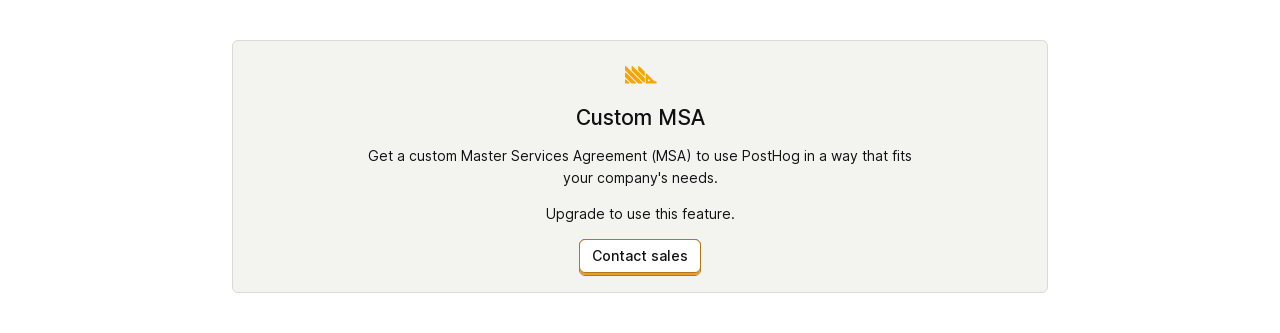 Custom MSA
Get a custom Master Services Agreement (MSA) to use PostHog in a way that fits
your company's needs.
Upgrade to use this feature.
Contact sales